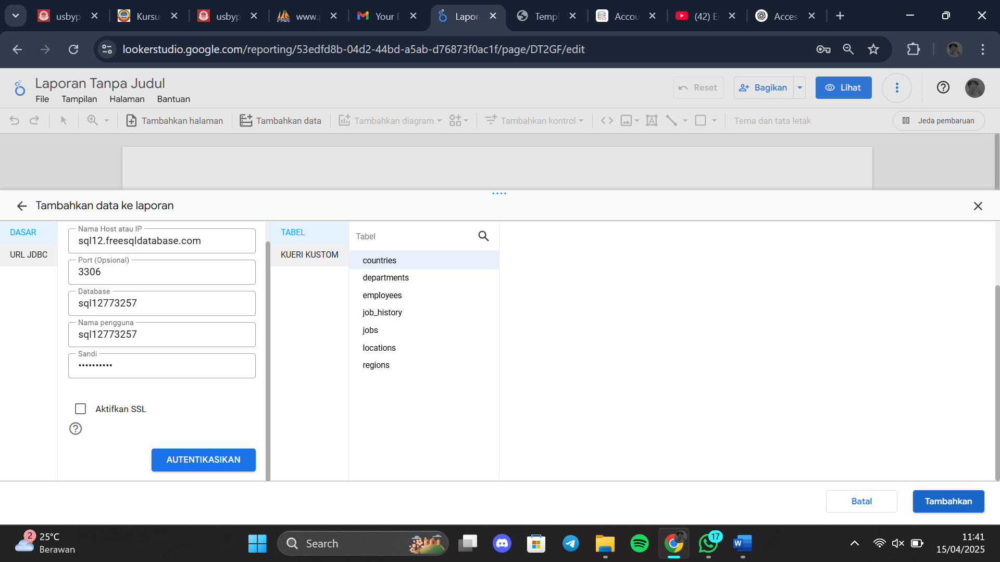 usbyp
Kursu
usbyp
www.p
Your D
Lapor
Templ
Accou
(42) E
Acces
lookerstudio.google.com/reporting/53edfd8b-04d2-44bd-a5ab-d76873f0ac1f/page/DT2GF/edit
Laporan Tanpa Judul
File Tampilan Halaman Bantuan
Reset
Bagikan
Lihat
Tambahkan halaman
Tambahkan data
Tambahkan diagram
Tambahkan kontrol
Tema dan tata letak
Jeda pembaruan
Tambahkan data ke laporan
DASAR
URL JDBC
Nama Host atau IP
sql12.freesqldatabase.com
Port (Opsional)
3306
Database
sql12773257
Nama pengguna
sql12773257
Sandi
••••••••••
Aktifkan SSL
AUTENTIKASIKAN
TABEL
KUERI KUSTOM
Tabel
countries
departments
employees
job_history
jobs
locations
regions
Batal
Tambahkan
2
25°C
Berawan
Search
17
11:41
15/04/2025